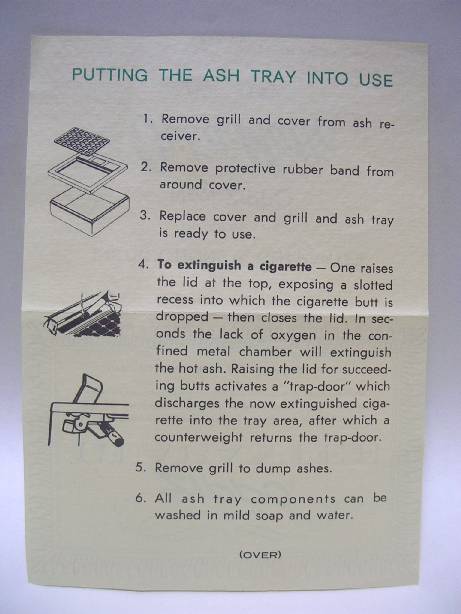 PUTTING THE ASH TRAY INTO USE
1. Remove grill and cover from ash re-
ceiver.
2. Remove protective rubber band from
around cover.
3. Replace cover and grill and ash tray
is ready to use.
4. To extinguish a cigarette — One raises
the lid at the top, exposing a slotted
recess into which the cigarette butt is
dropped — then closes the lid. In sec-
onds the lack of oxygen in the con-
fined metal chamber will extinguish
the hot ash. Raising the lid for succeed-
ing butts activates a "trap-door" which
discharges the now extinguished ciga-
rette into the tray area, after which a
counterweight returns the trap-door.
5. Remove grill to dump ashes.
6. All ash tray components can be
washed in mild soap and water.
(OVER)